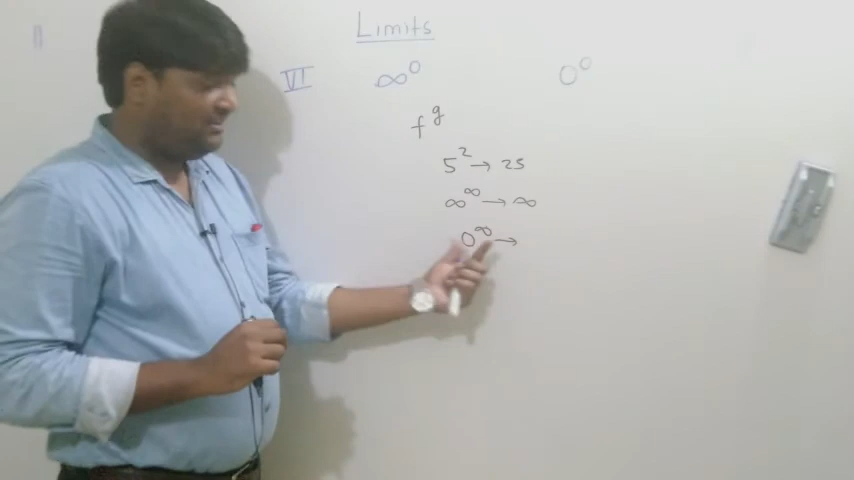 Limits
VI ∞⁰ 0⁰
f^g
5² → 25
∞^∞ → ∞
0^∞ →